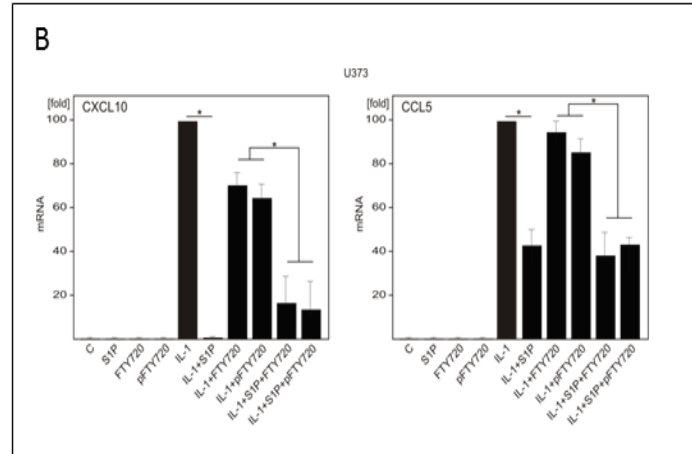 B
U373
[fold]
CXCL10
100
80
60
40
20
mRNA
C
S1P
FTY720
pFTY720
IL-1
IL-1+S1P
IL-1+FTY720
IL-1+pFTY720
IL-1+S1P+FTY720
IL-1+S1P+pFTY720
*
*
[fold]
CCL5
100
80
60
40
20
mRNA
C
S1P
FTY720
pFTY720
IL-1
IL-1+S1P
IL-1+FTY720
IL-1+pFTY720
IL-1+S1P+FTY720
IL-1+S1P+pFTY720
*
*